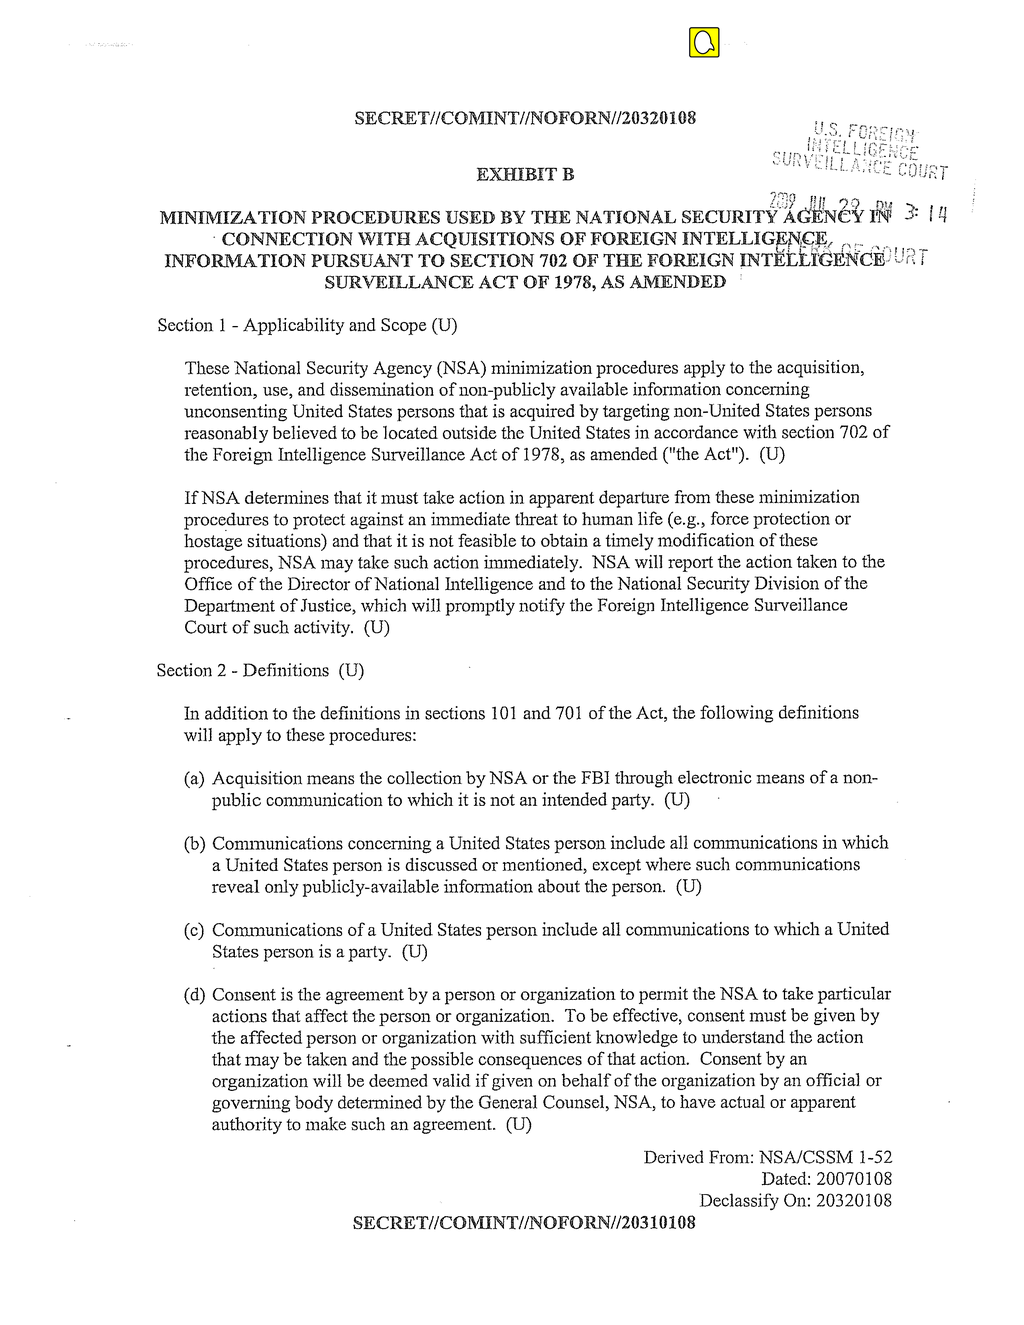 SECRET//COMINT//NOFORN//20320108
U.S. FOREIGN
INTELLIGENCE
SURVEILLANCE COURT
EXHIBIT B
2009 JUL 29 PM 3: 14
MINIMIZATION PROCEDURES USED BY THE NATIONAL SECURITY AGENCY IN
CONNECTION WITH ACQUISITIONS OF FOREIGN INTELLIGENCE
CLERK OF COURT
INFORMATION PURSUANT TO SECTION 702 OF THE FOREIGN INTELLIGENCE
SURVEILLANCE ACT OF 1978, AS AMENDED
Section 1 - Applicability and Scope (U)
These National Security Agency (NSA) minimization procedures apply to the acquisition,
retention, use, and dissemination of non-publicly available information concerning
unconsenting United States persons that is acquired by targeting non-United States persons
reasonably believed to be located outside the United States in accordance with section 702 of
the Foreign Intelligence Surveillance Act of 1978, as amended ("the Act"). (U)
If NSA determines that it must take action in apparent departure from these minimization
procedures to protect against an immediate threat to human life (e.g., force protection or
hostage situations) and that it is not feasible to obtain a timely modification of these
procedures, NSA may take such action immediately. NSA will report the action taken to the
Office of the Director of National Intelligence and to the National Security Division of the
Department of Justice, which will promptly notify the Foreign Intelligence Surveillance
Court of such activity. (U)
Section 2 - Definitions (U)
In addition to the definitions in sections 101 and 701 of the Act, the following definitions
will apply to these procedures:
(a) Acquisition means the collection by NSA or the FBI through electronic means of a non-
public communication to which it is not an intended party. (U)
(b) Communications concerning a United States person include all communications in which
a United States person is discussed or mentioned, except where such communications
reveal only publicly-available information about the person. (U)
(c) Communications of a United States person include all communications to which a United
States person is a party. (U)
(d) Consent is the agreement by a person or organization to permit the NSA to take particular
actions that affect the person or organization. To be effective, consent must be given by
the affected person or organization with sufficient knowledge to understand the action
that may be taken and the possible consequences of that action. Consent by an
organization will be deemed valid if given on behalf of the organization by an official or
governing body determined by the General Counsel, NSA, to have actual or apparent
authority to make such an agreement. (U)
Derived From: NSA/CSSM 1-52
Dated: 20070108
Declassify On: 20320108
SECRET//COMINT//NOFORN//20310108